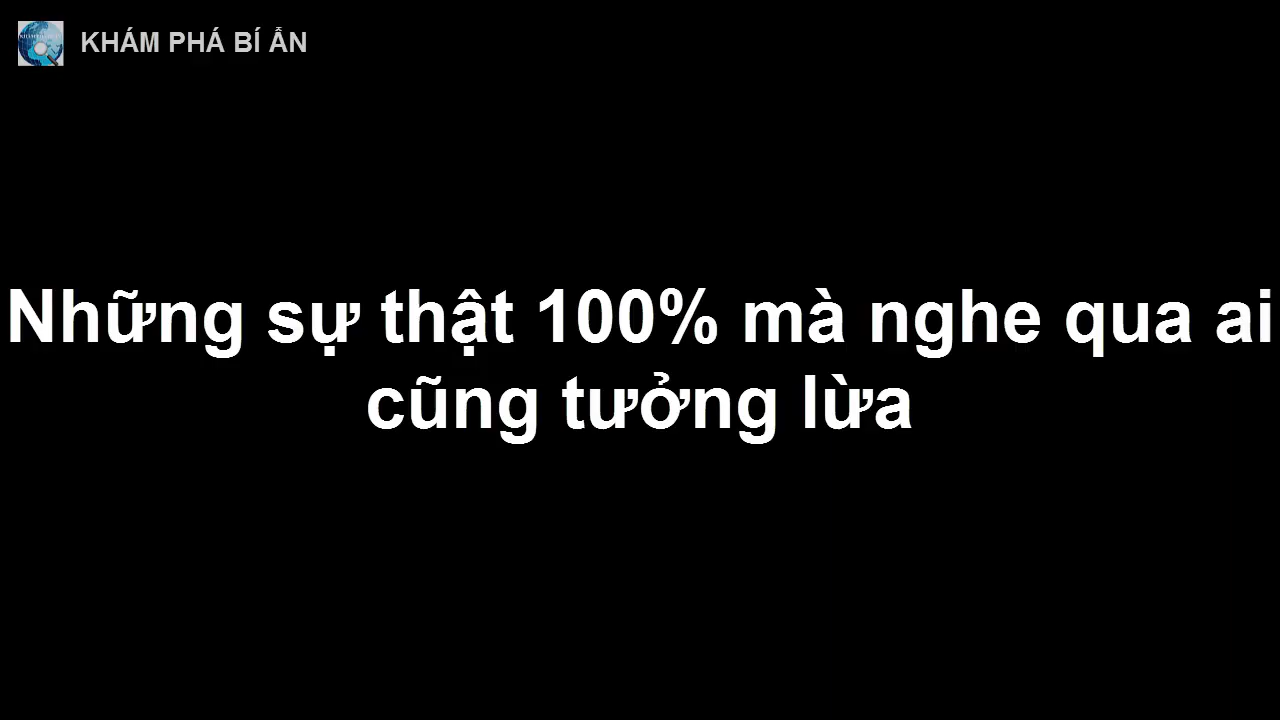 KHÁM PHÁ BÍ ẨN
Những sự thật 100% mà nghe qua ai
cũng tưởng lừa